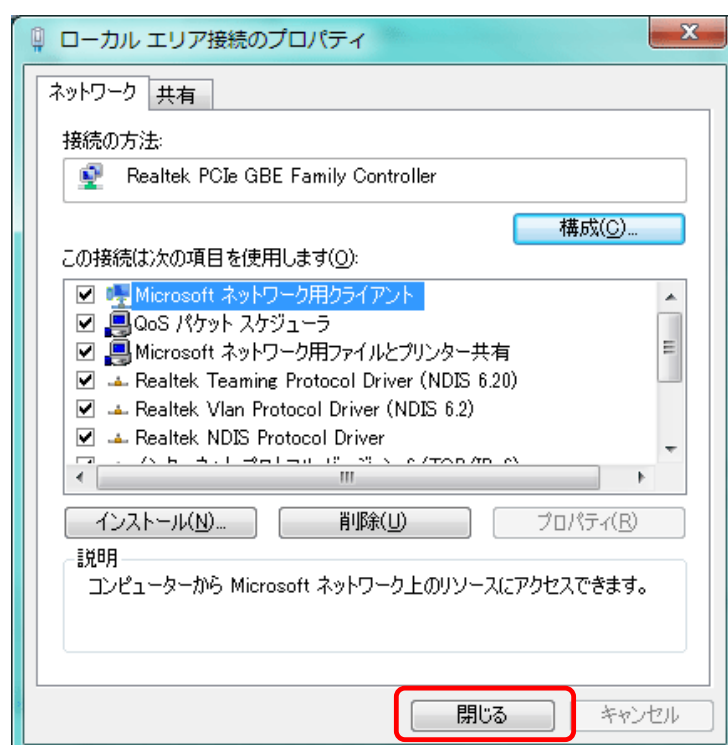 ローカル エリア接続のプロパティ
ネットワーク 共有
接続の方法:
Realtek PCIe GBE Family Controller
構成(C)...
この接続は次の項目を使用します(O):
Microsoft ネットワーク用クライアント
QoS パケット スケジューラ
Microsoft ネットワーク用ファイルとプリンター共有
Realtek Teaming Protocol Driver (NDIS 6.20)
Realtek Vlan Protocol Driver (NDIS 6.2)
Realtek NDIS Protocol Driver
インストール(N)... 削除(U) プロパティ(R)
説明
コンピューターから Microsoft ネットワーク上のリソースにアクセスできます。
閉じる キャンセル